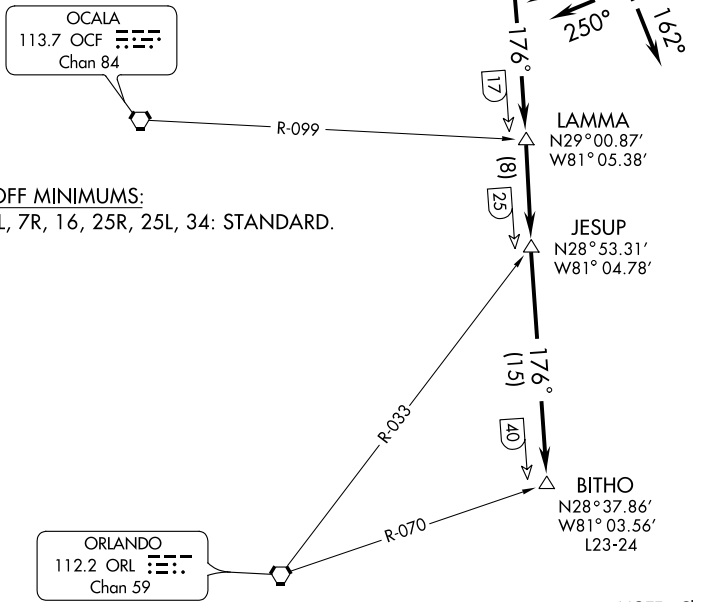 OCALA
113.7 OCF
Chan 84
250°
162°
176°
17
R-099
LAMMA
N29°00.87′
W81°05.38′
(8)
OFF MINIMUMS:
L, 7R, 16, 25R, 25L, 34: STANDARD.
25
JESUP
N28°53.31′
W81°04.78′
176°
(15)
R-033
40
BITHO
N28°37.86′
W81°03.56′
L23-24
R-070
ORLANDO
112.2 ORL
Chan 59